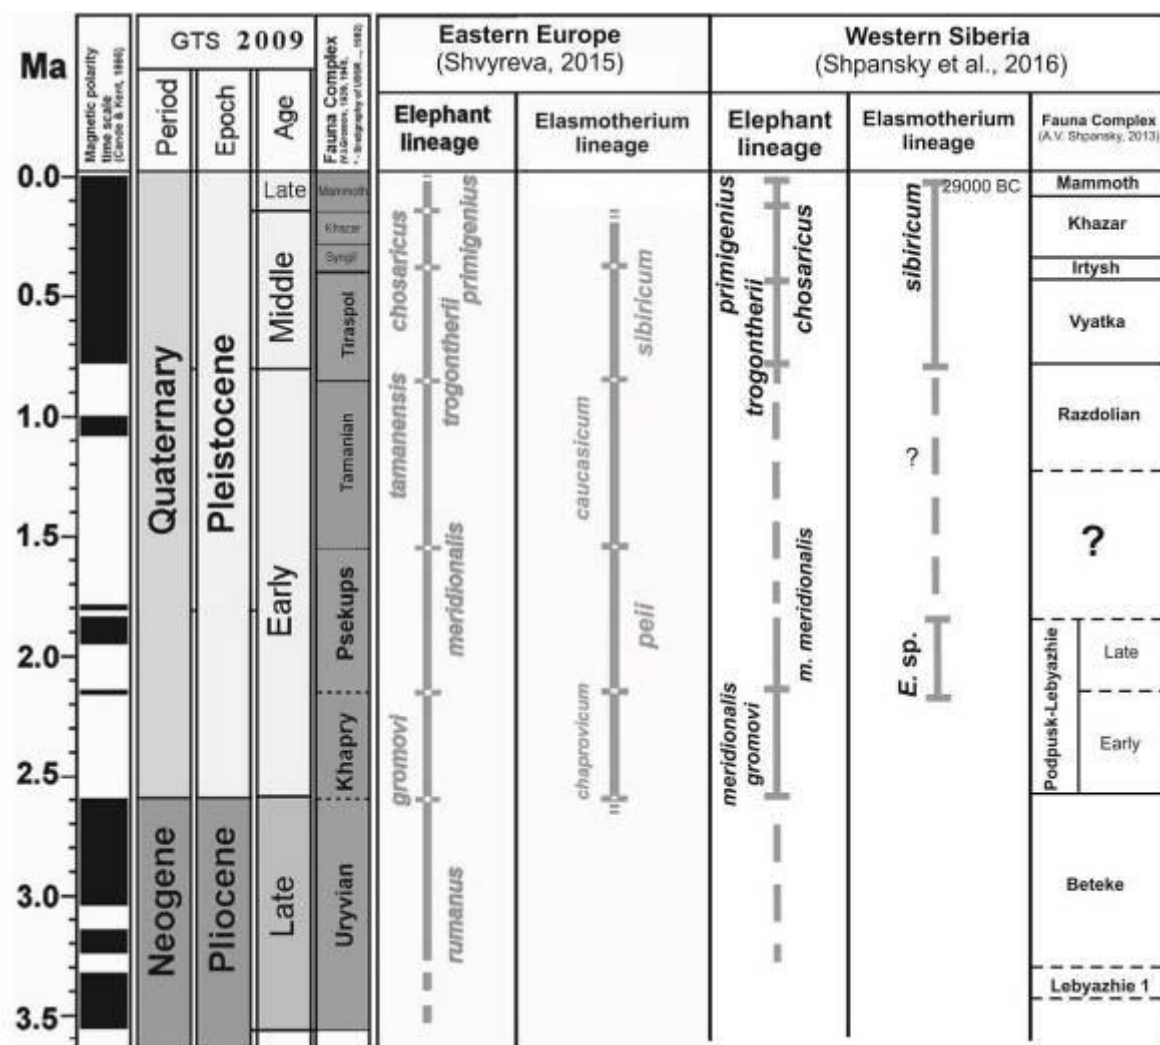 Ma
Magnetic polarity
time scale
(Cande & Kent, 1995)
GTS 2009
Period
Epoch
Age
Fauna Complex
Eastern Europe
(Shvyreva, 2015)
Elephant
lineage
Elasmotherium
lineage
Western Siberia
(Shpansky et al., 2016)
Elephant
lineage
Elasmotherium
lineage
Fauna Complex
(A.V. Shpansky, 2013)
0.0
0.5
1.0
1.5
2.0
2.5
3.0
3.5
Quaternary
Neogene
Pleistocene
Pliocene
Late
Middle
Early
Late
Mammoth
Khazar
Syngil
Tiraspol
Tamanian
Psekups
Khapry
Uryvian
primigenius
chosaricus
trogontherii
tamanensis
meridionalis
gromovi
rumanus
sibiricum
caucasicum
peii
chaprovicum
primigenius
chosaricus
trogontherii
m. meridionalis
meridionalis
gromovi
29000 BC
sibiricum
?
E. sp.
Mammoth
Khazar
Irtysh
Vyatka
Razdolian
?
Podpusk-Lebyazhie
Late
Early
Beteke
Lebyazhie 1